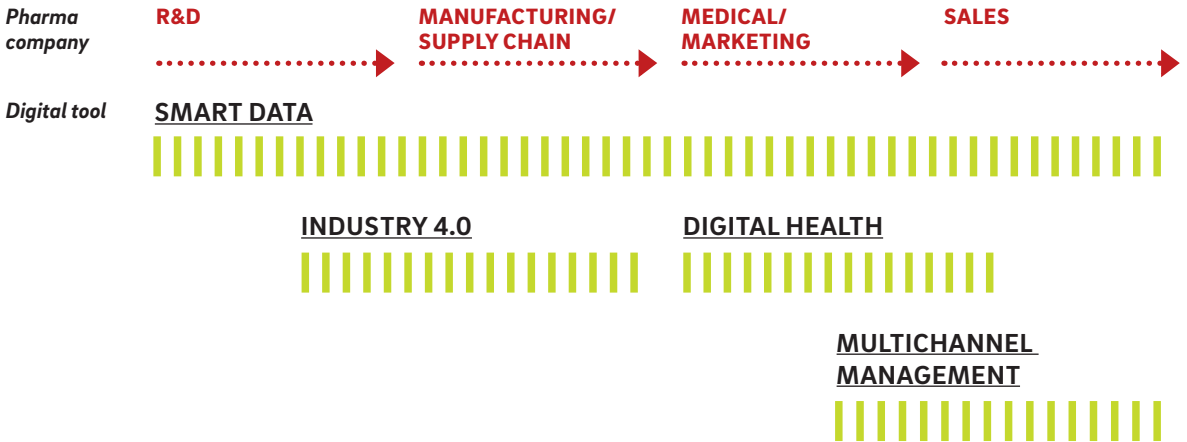 Pharma
company
R&D
MANUFACTURING/
SUPPLY CHAIN
MEDICAL/
MARKETING
SALES
Digital tool
SMART DATA
INDUSTRY 4.0
DIGITAL HEALTH
MULTICHANNEL
MANAGEMENT